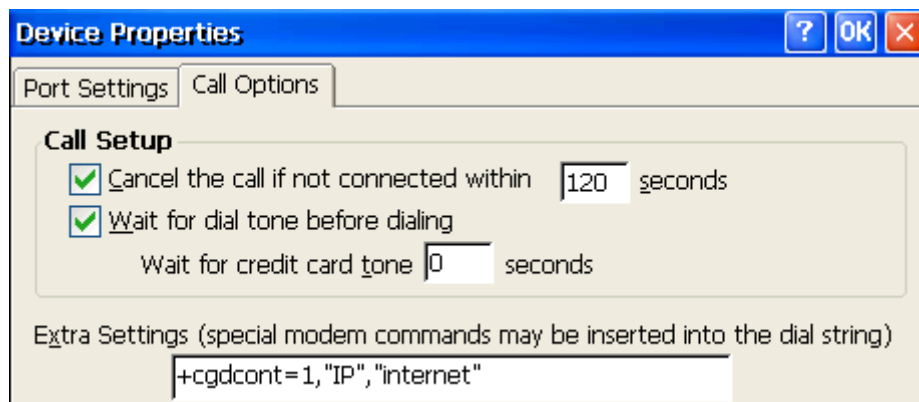 Device Properties ? OK ×
Port Settings Call Options
Call Setup
Cancel the call if not connected within 120 seconds
Wait for dial tone before dialing
Wait for credit card tone 0 seconds
Extra Settings (special modem commands may be inserted into the dial string)
+cgdcont=1,"IP","internet"